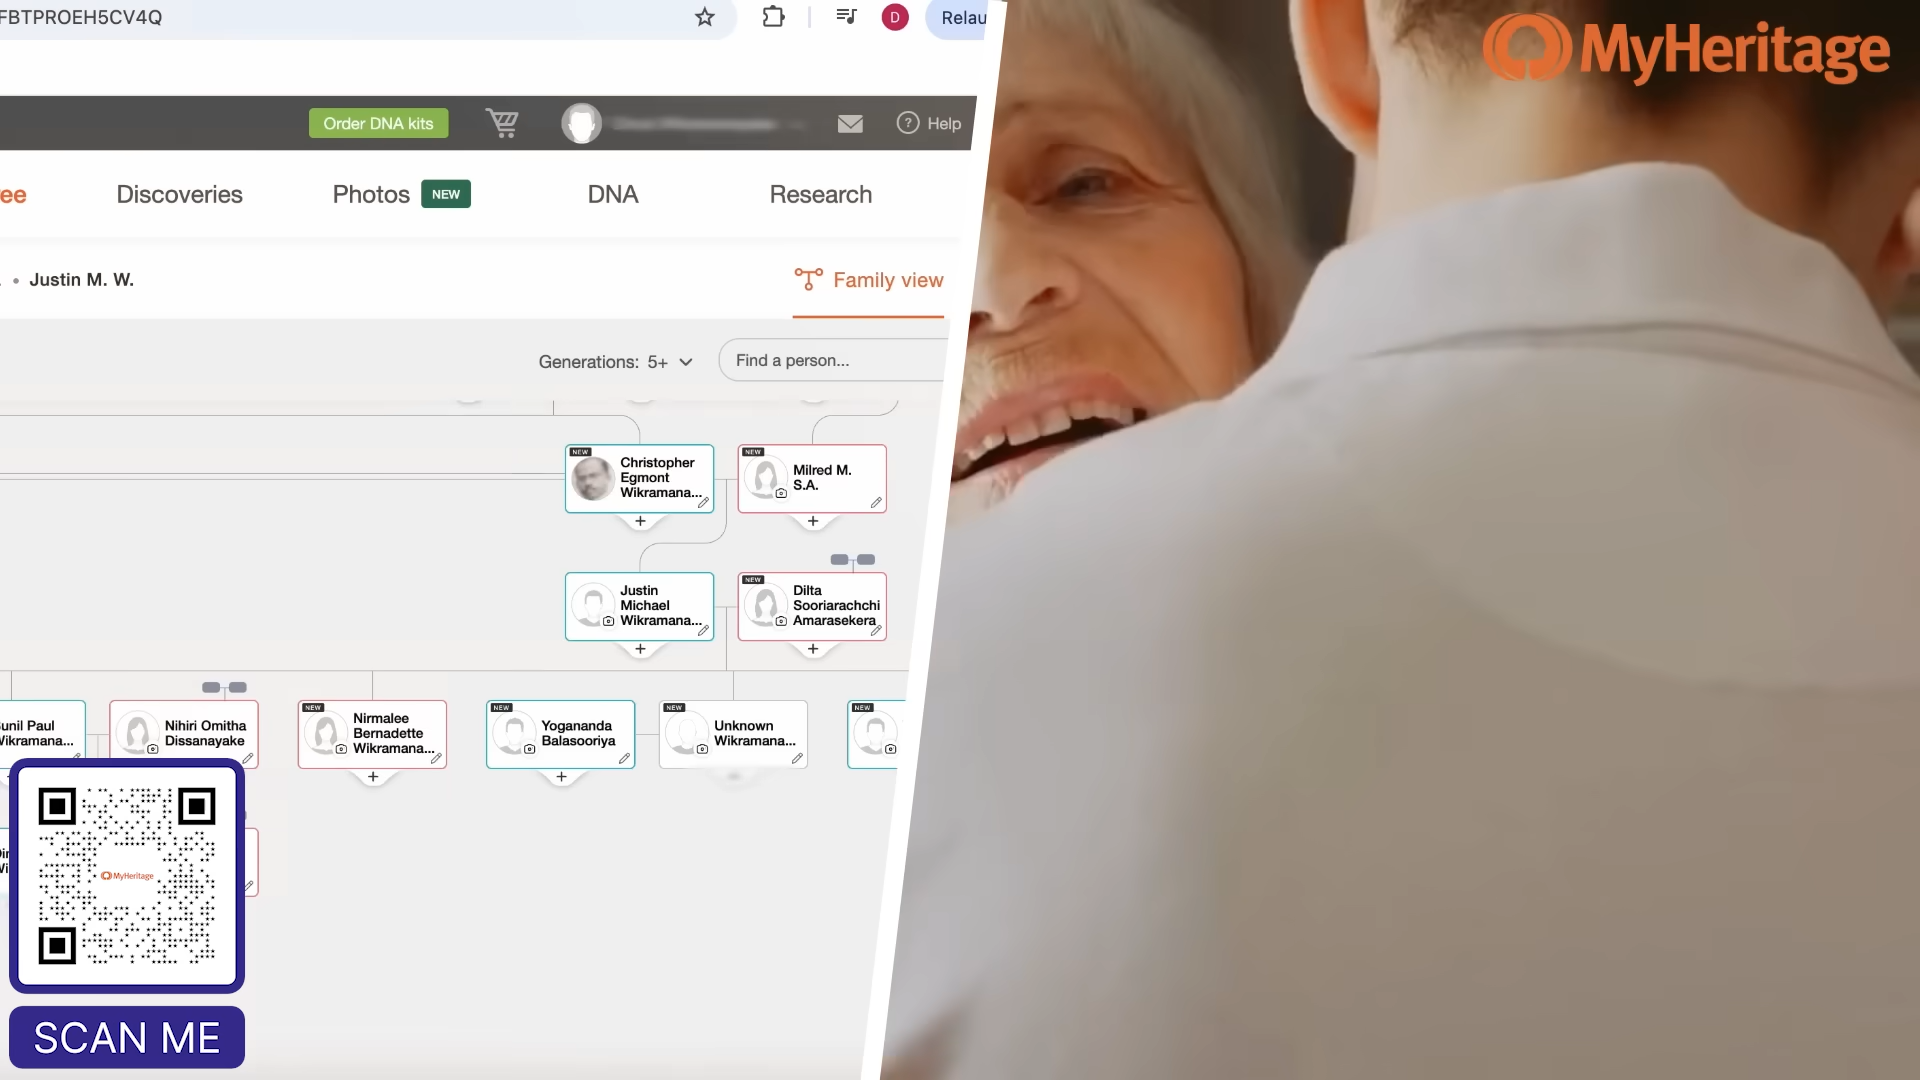 FBTPROEH5CV4Q
D
Relau
MyHeritage
Order DNA kits
Help
ee
Discoveries
Photos NEW
DNA
Research
• Justin M. W.
Family view
Generations: 5+
Find a person...
NEW
Christopher
Egmont
Wikramana...
NEW
Milred M.
S.A.
Justin
Michael
Wikramana...
NEW
Dilta
Sooriarachchi
Amarasekera
unil Paul
Wikramana...
Nihiri Omitha
Dissanayake
NEW
Nirmalee
Bernadette
Wikramana...
NEW
Yogananda
Balasooriya
NEW
Unknown
Wikramana...
NEW
MyHeritage
SCAN ME